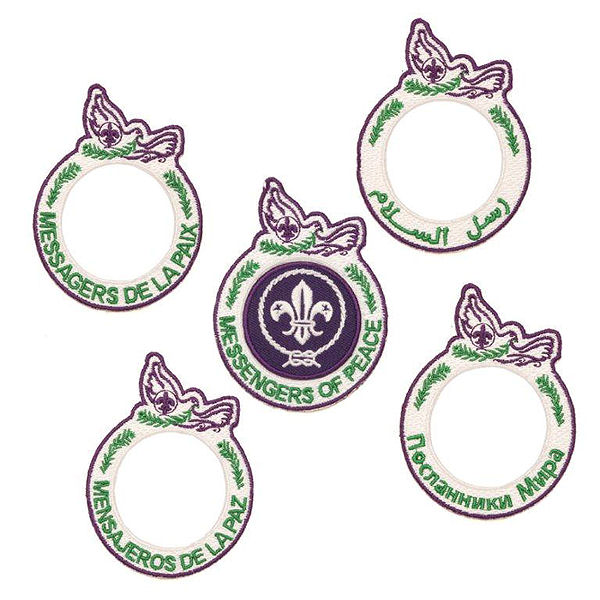 رسل السلام
MESSAGERS DE LA PAIX
MESSENGERS OF PEACE
Посланники Мира
MENSAJEROS DE LA PAZ